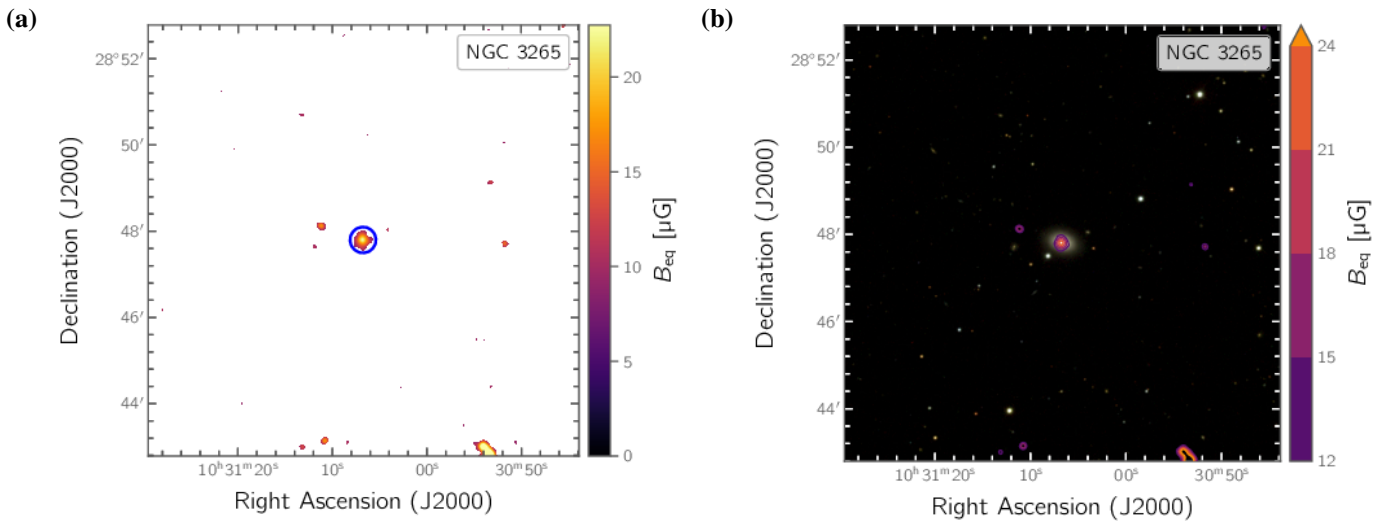 (a)
NGC 3265
28°52′
50′
48′
46′
44′
Declination (J2000)
10ʰ31ᵐ20ˢ
10ˢ
00ˢ
30ᵐ50ˢ
Right Ascension (J2000)
20
15
10
5
0
Beq [µG]
(b)
NGC 3265
28°52′
50′
48′
46′
44′
Declination (J2000)
10ʰ31ᵐ20ˢ
10ˢ
00ˢ
30ᵐ50ˢ
Right Ascension (J2000)
24
21
18
15
12
Beq [µG]